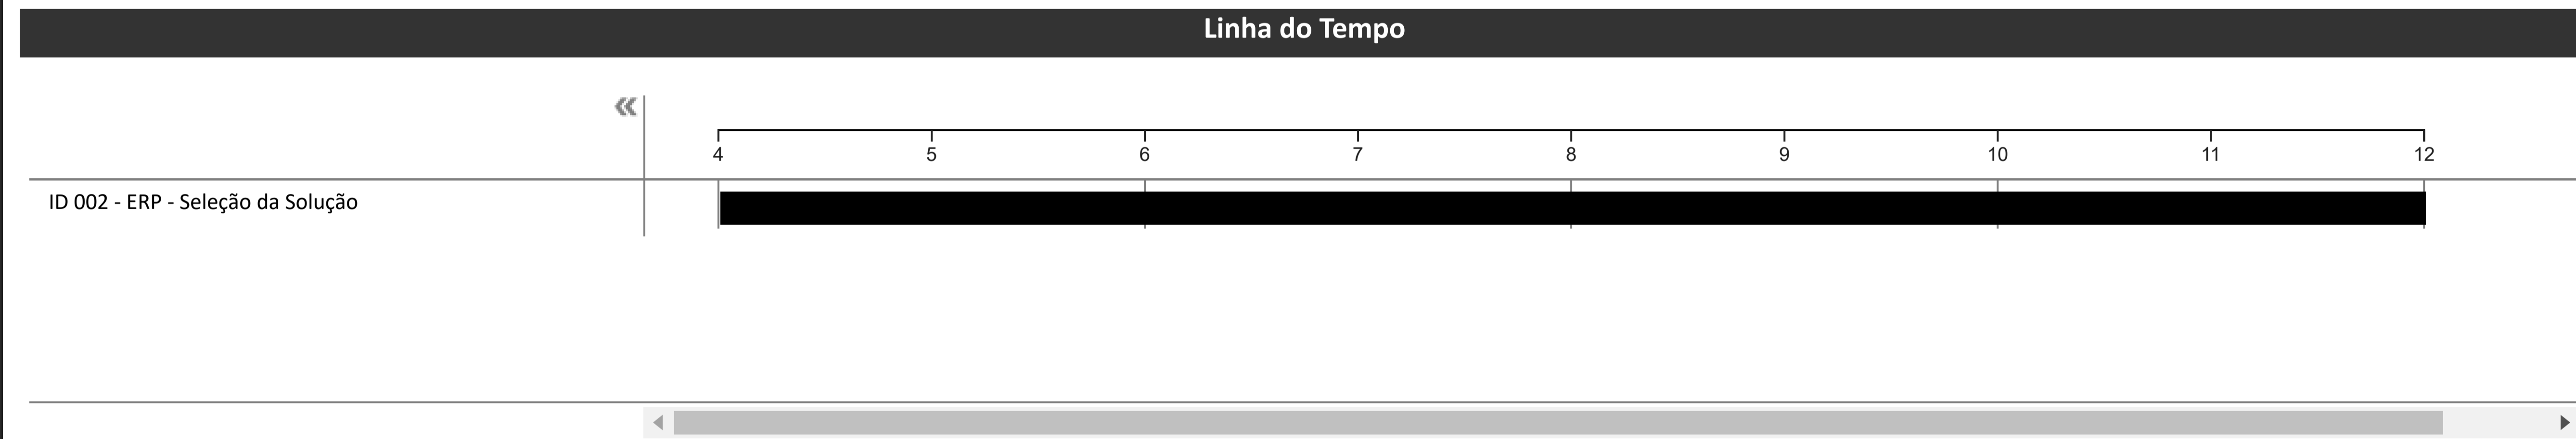 Linha do Tempo
«
4 5 6 7 8 9 10 11 12
ID 002 - ERP - Seleção da Solução